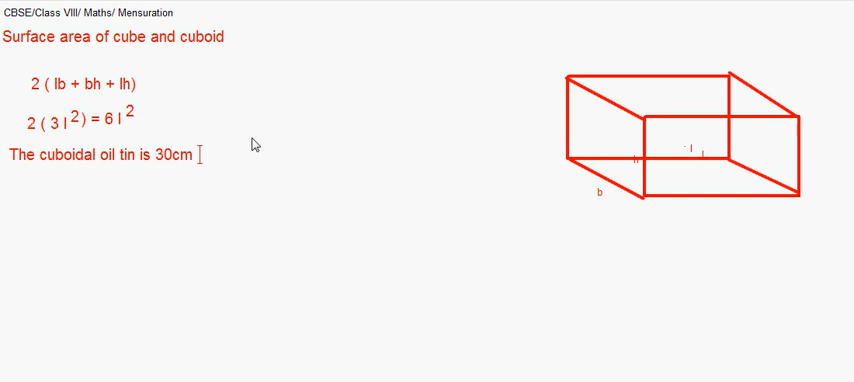 CBSE/Class VIII/ Maths/ Mensuration
Surface area of cube and cuboid
2 ( lb + bh + lh)
2 ( 3 l 2) = 6 l 2
The cuboidal oil tin is 30cm
h
l
b